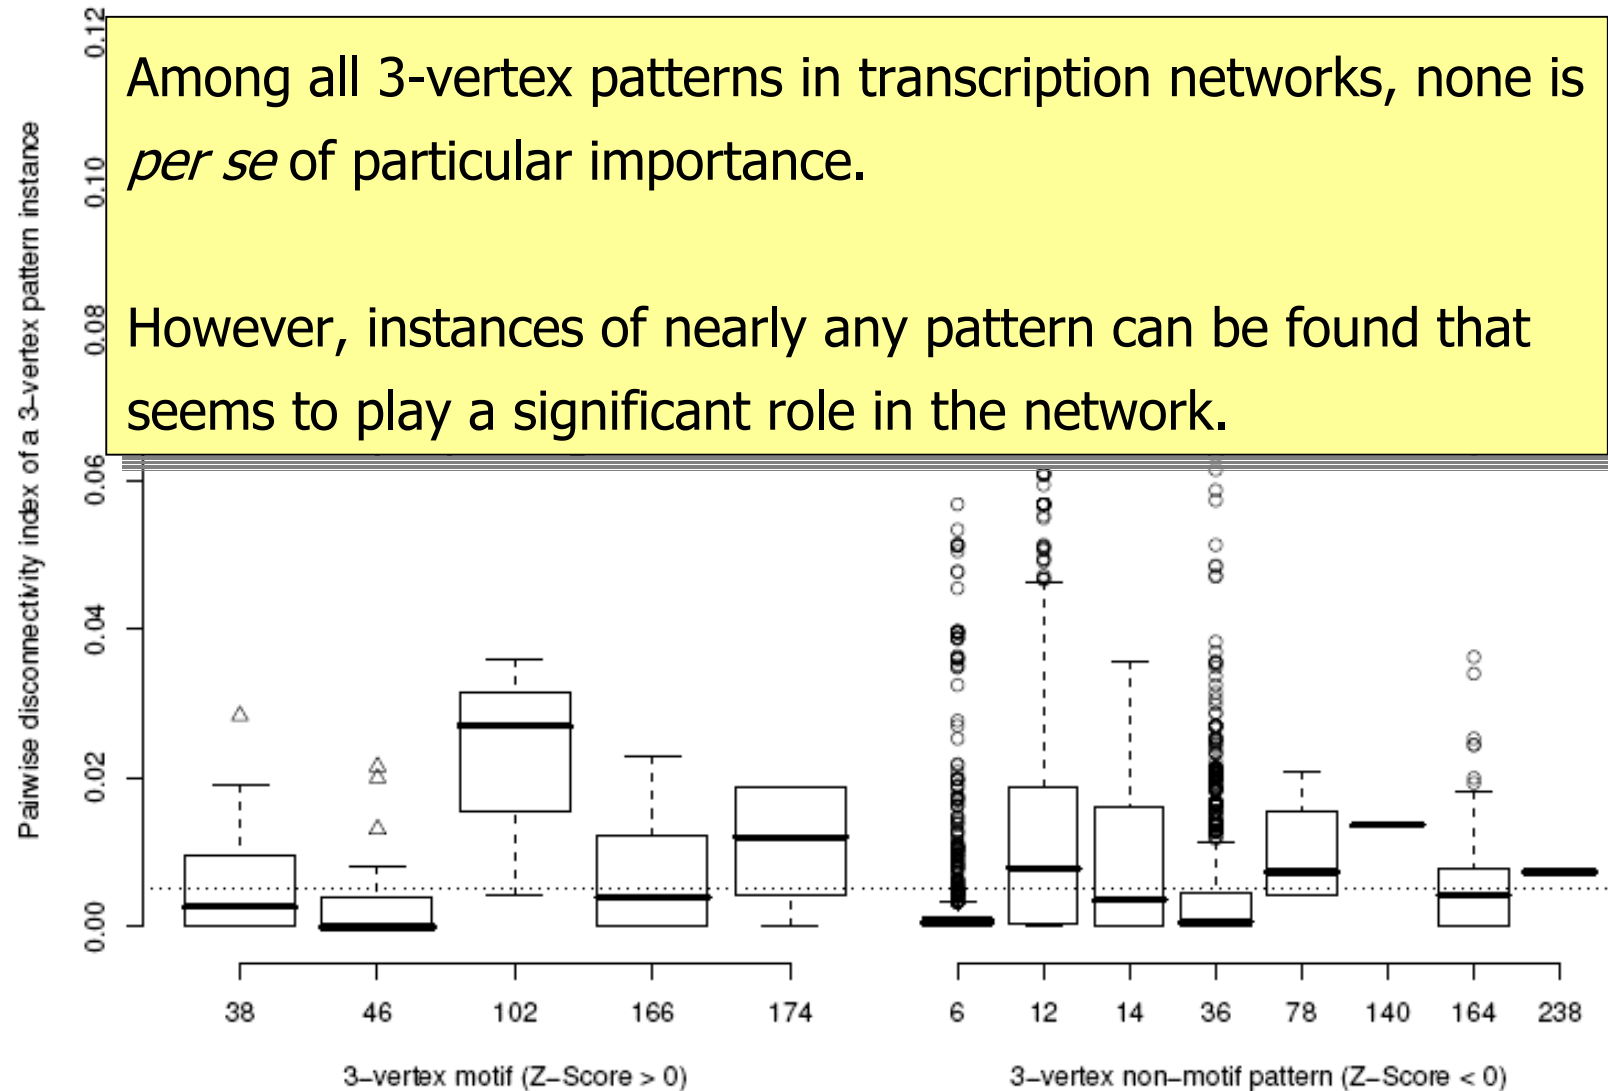 Among all 3-vertex patterns in transcription networks, none is
per se of particular importance.
However, instances of nearly any pattern can be found that
seems to play a significant role in the network.
Pairwise disconnectivity index of a 3-vertex pattern instance
0.12
0.10
0.08
0.06
0.04
0.02
0.00
38 46 102 166 174 6 12 14 36 78 140 164 238
3-vertex motif (Z-Score > 0) 3-vertex non-motif pattern (Z-Score < 0)